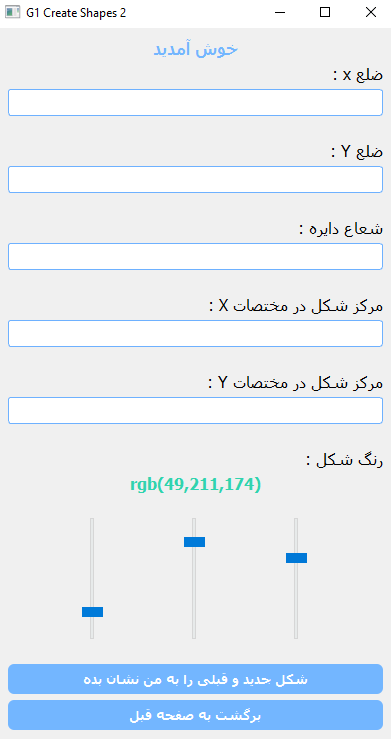 G1 Create Shapes 2
خوش آمدید
ضلع x :
ضلع Y :
شعاع دایره :
مرکز شکل در مختصات X :
مرکز شکل در مختصات Y :
رنگ شکل :
rgb(49,211,174)
شکل جدید و قبلی را به من نشان بده
برگشت به صفحه قبل